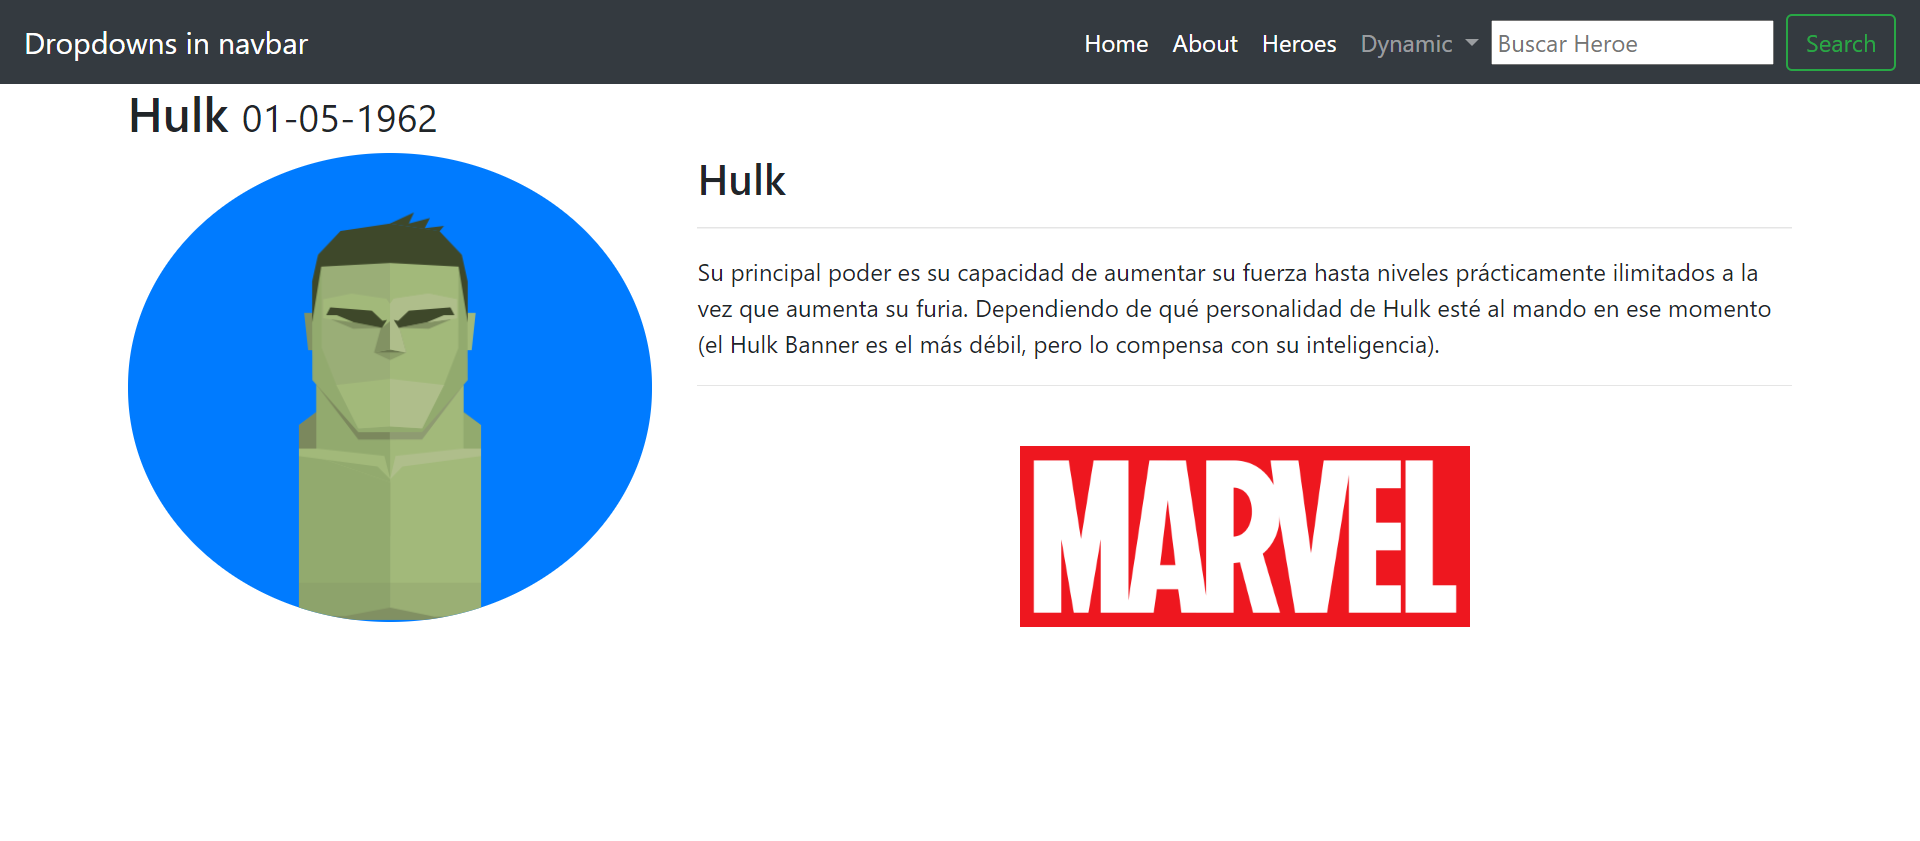 Dropdowns in navbar
Home About Heroes Dynamic Buscar Heroe Search
Hulk 01-05-1962
Hulk
Su principal poder es su capacidad de aumentar su fuerza hasta niveles prácticamente ilimitados a la
vez que aumenta su furia. Dependiendo de qué personalidad de Hulk esté al mando en ese momento
(el Hulk Banner es el más débil, pero lo compensa con su inteligencia).
MARVEL